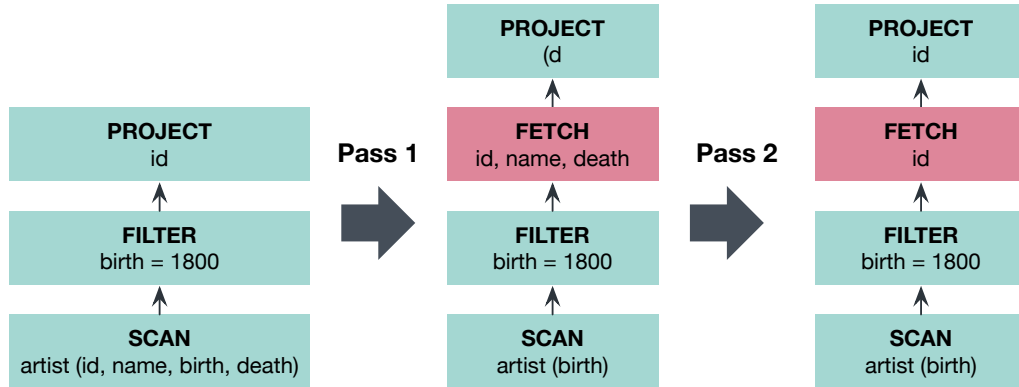 PROJECT
id
FILTER
birth = 1800
SCAN
artist (id, name, birth, death)
Pass 1
PROJECT
(d
FETCH
id, name, death
FILTER
birth = 1800
SCAN
artist (birth)
Pass 2
PROJECT
id
FETCH
id
FILTER
birth = 1800
SCAN
artist (birth)